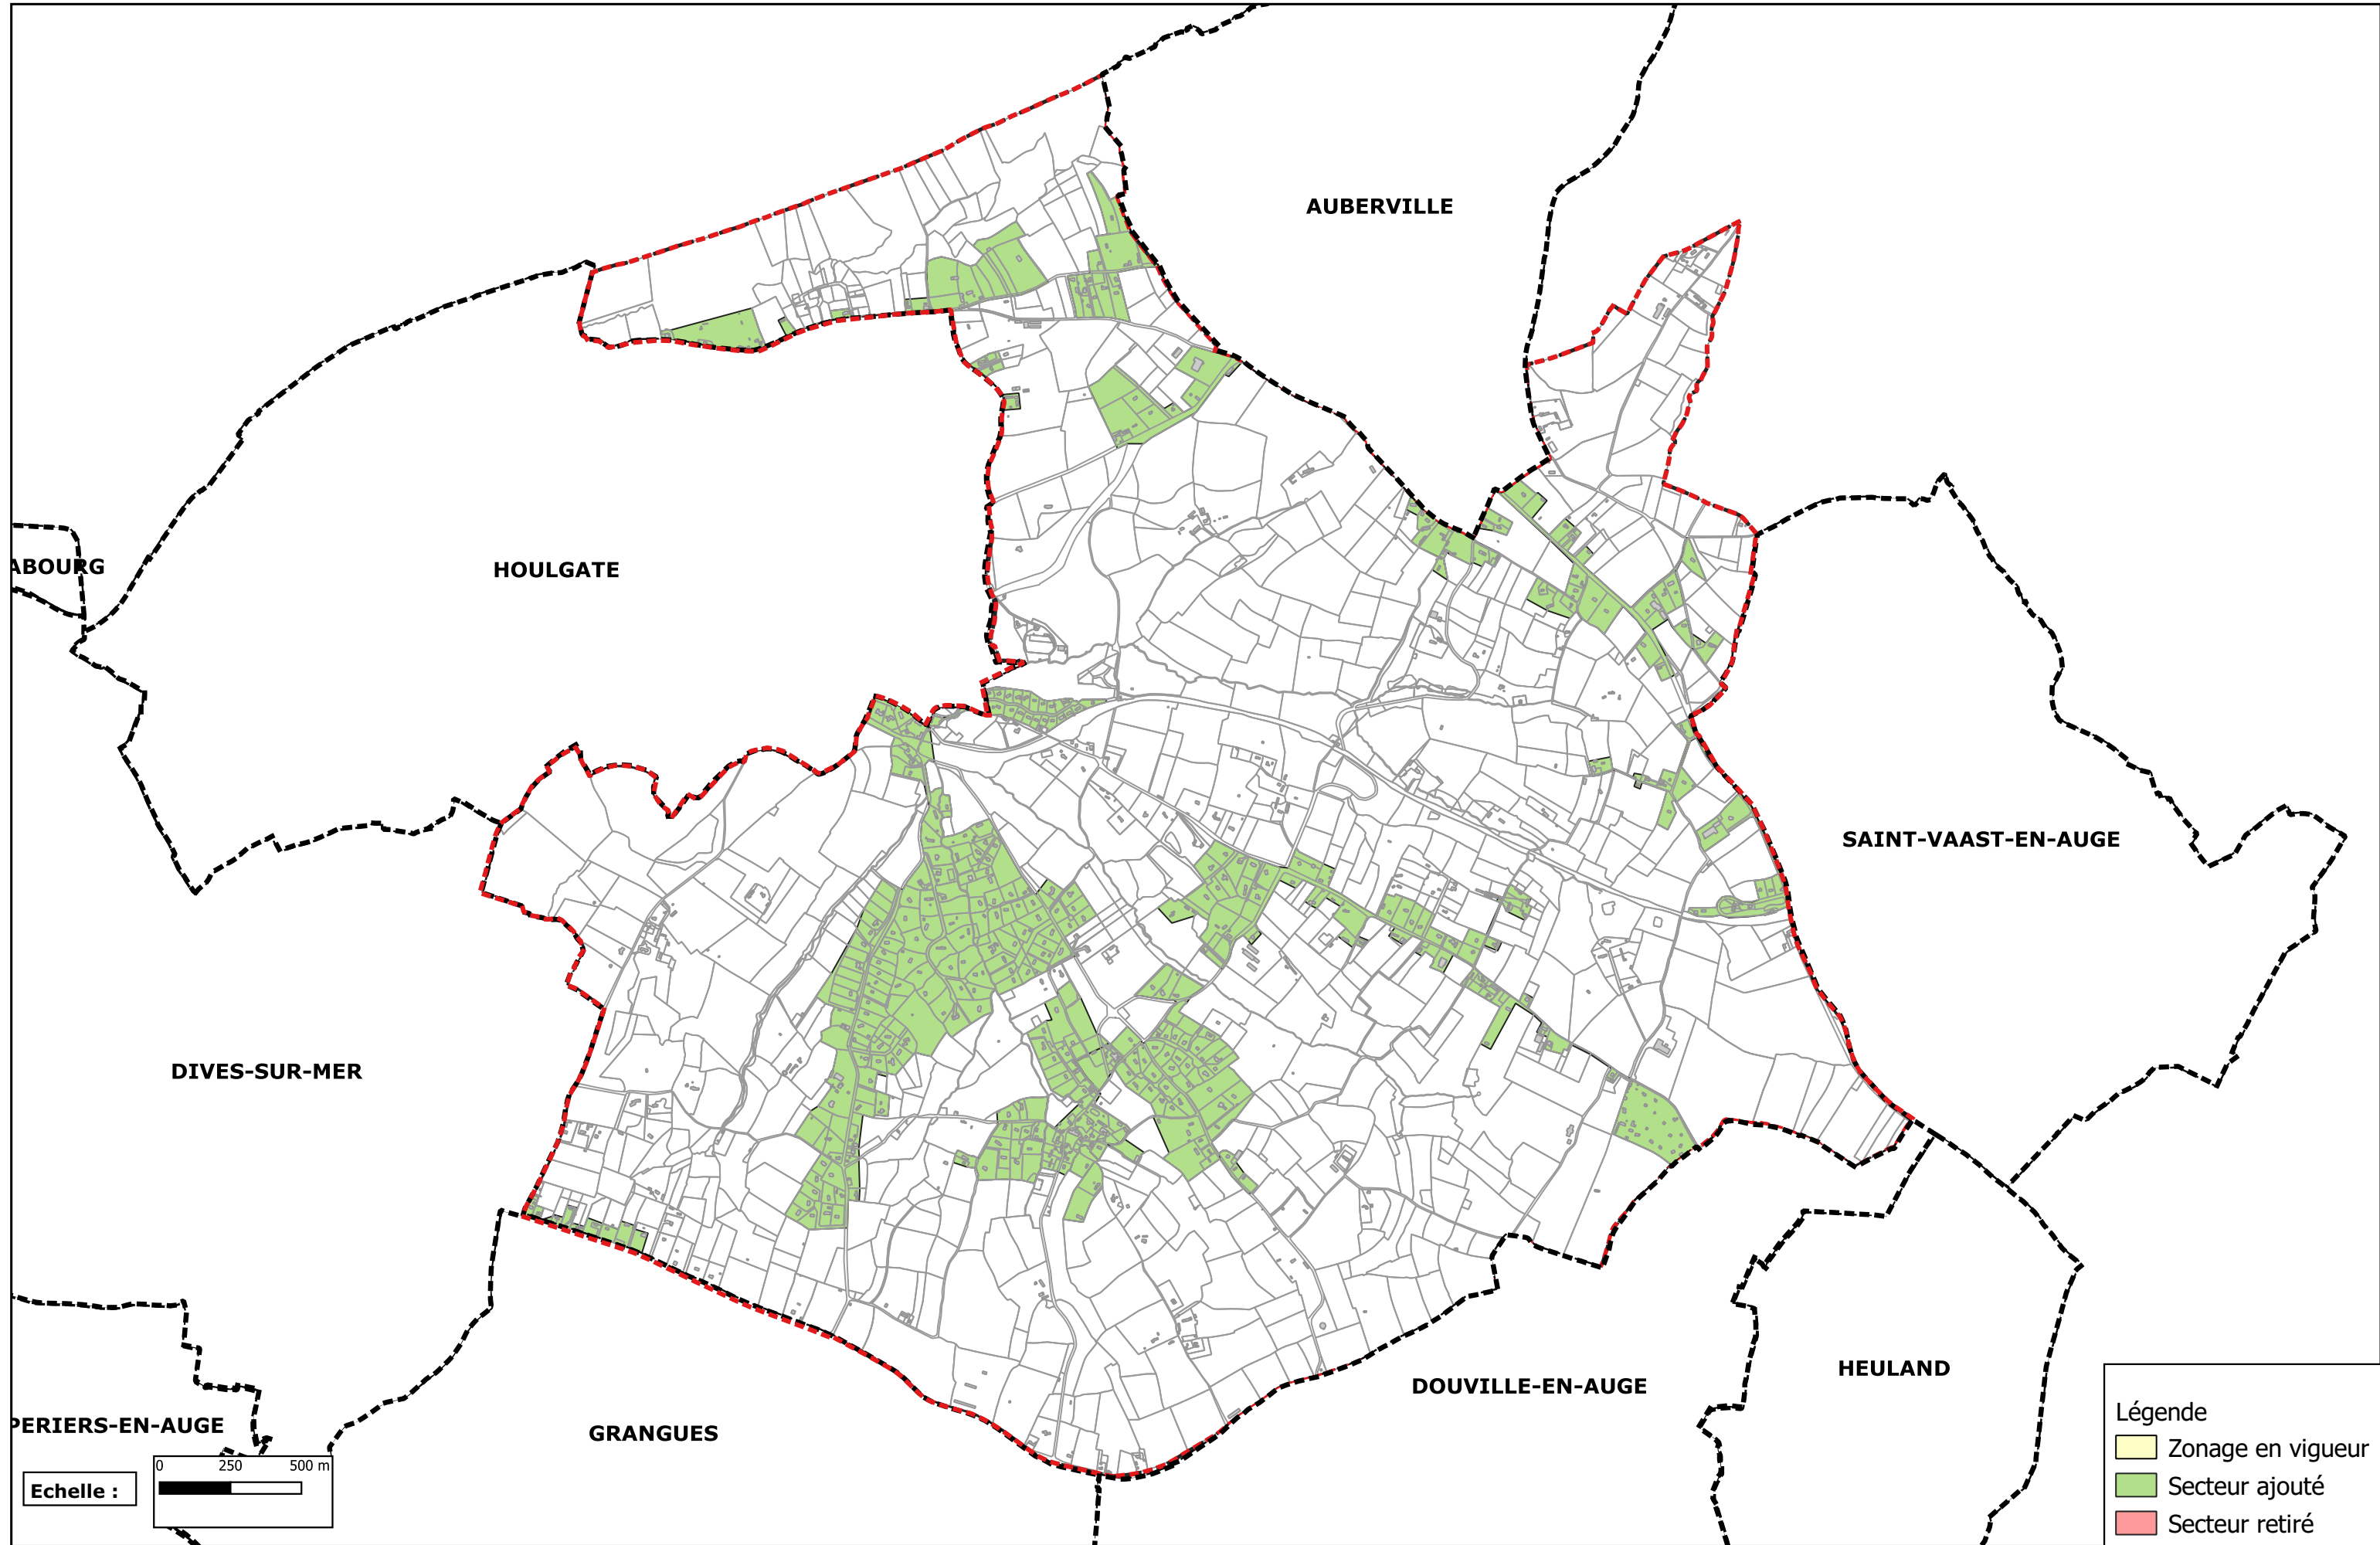 AUBERVILLE
ABOURG
HOULGATE
SAINT-VAAST-EN-AUGE
DIVES-SUR-MER
HEULAND
DOUVILLE-EN-AUGE
PERIERS-EN-AUGE
GRANGUES
Echelle :
0 250 500 m
Légende
Zonage en vigueur
Secteur ajouté
Secteur retiré